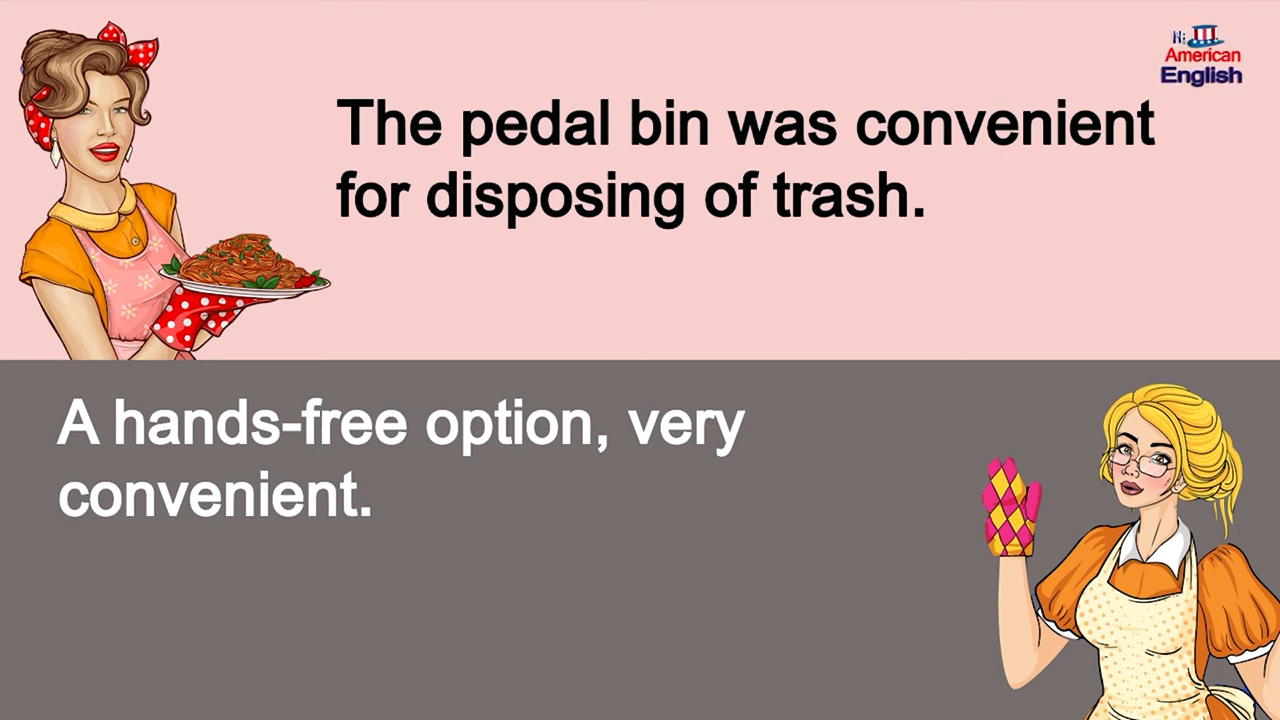 Hi
American
English
The pedal bin was convenient
for disposing of trash.
A hands-free option, very
convenient.